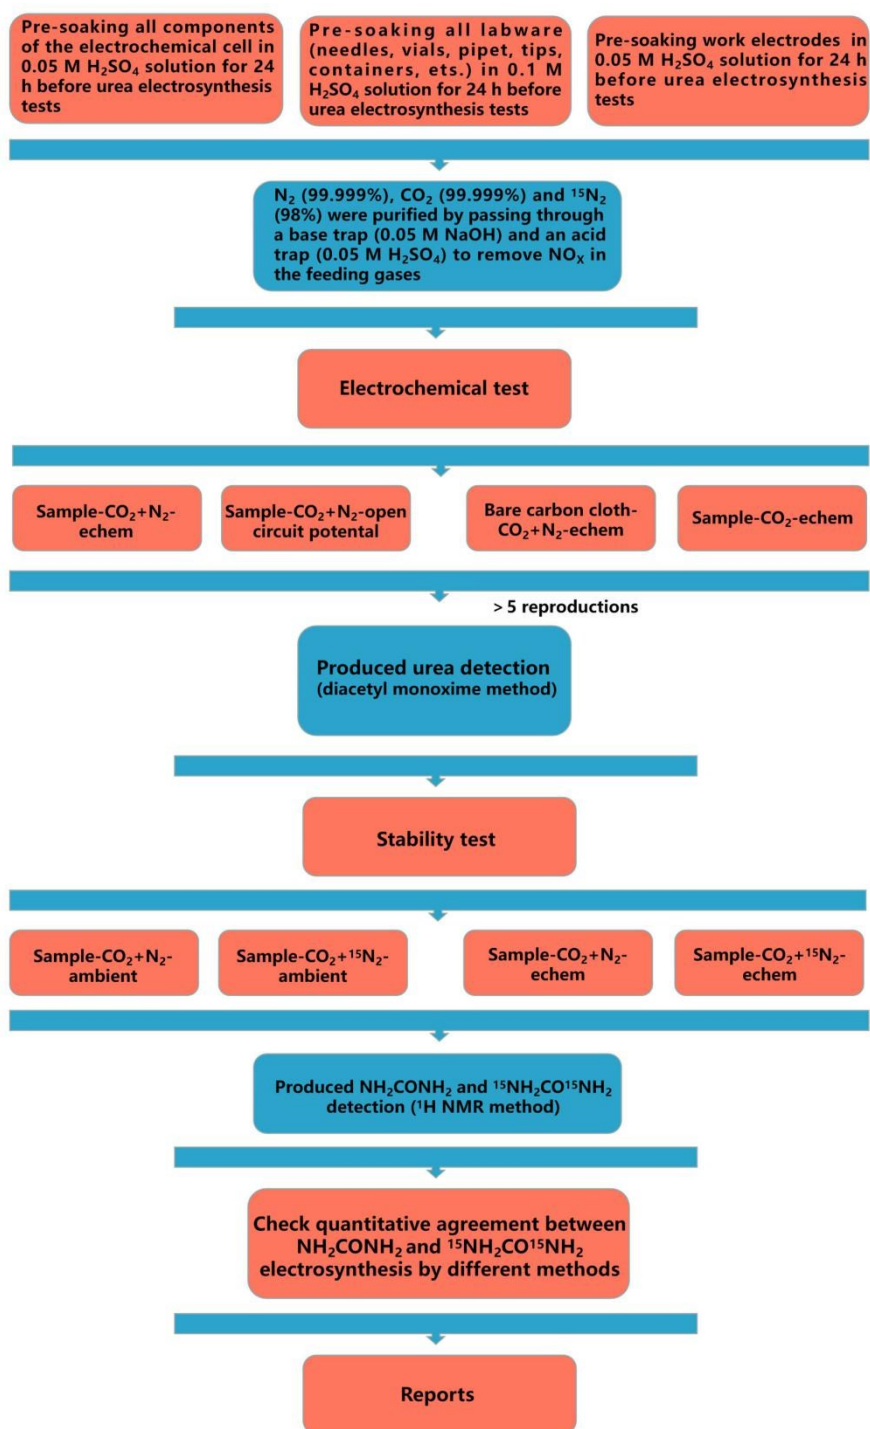 Pre-soaking all components
of the electrochemical cell in
0.05 M H₂SO₄ solution for 24
h before urea electrosynthesis
tests
Pre-soaking all labware
(needles, vials, pipet, tips,
containers, ets.) in 0.1 M
H₂SO₄ solution for 24 h before
urea electrosynthesis tests
Pre-soaking work electrodes in
0.05 M H₂SO₄ solution for 24 h
before urea electrosynthesis
tests
N₂ (99.999%), CO₂ (99.999%) and ¹⁵N₂
(98%) were purified by passing through
a base trap (0.05 M NaOH) and an acid
trap (0.05 M H₂SO₄) to remove NOₓ in
the feeding gases
Electrochemical test
Sample-CO₂+N₂-
echem
Sample-CO₂+N₂-open
circuit potental
Bare carbon cloth-
CO₂+N₂-echem
Sample-CO₂-echem
> 5 reproductions
Produced urea detection
(diacetyl monoxime method)
Stability test
Sample-CO₂+N₂-
ambient
Sample-CO₂+¹⁵N₂-
ambient
Sample-CO₂+N₂-
echem
Sample-CO₂+¹⁵N₂-
echem
Produced NH₂CONH₂ and ¹⁵NH₂CO¹⁵NH₂
detection (¹H NMR method)
Check quantitative agreement between
NH₂CONH₂ and ¹⁵NH₂CO¹⁵NH₂
electrosynthesis by different methods
Reports